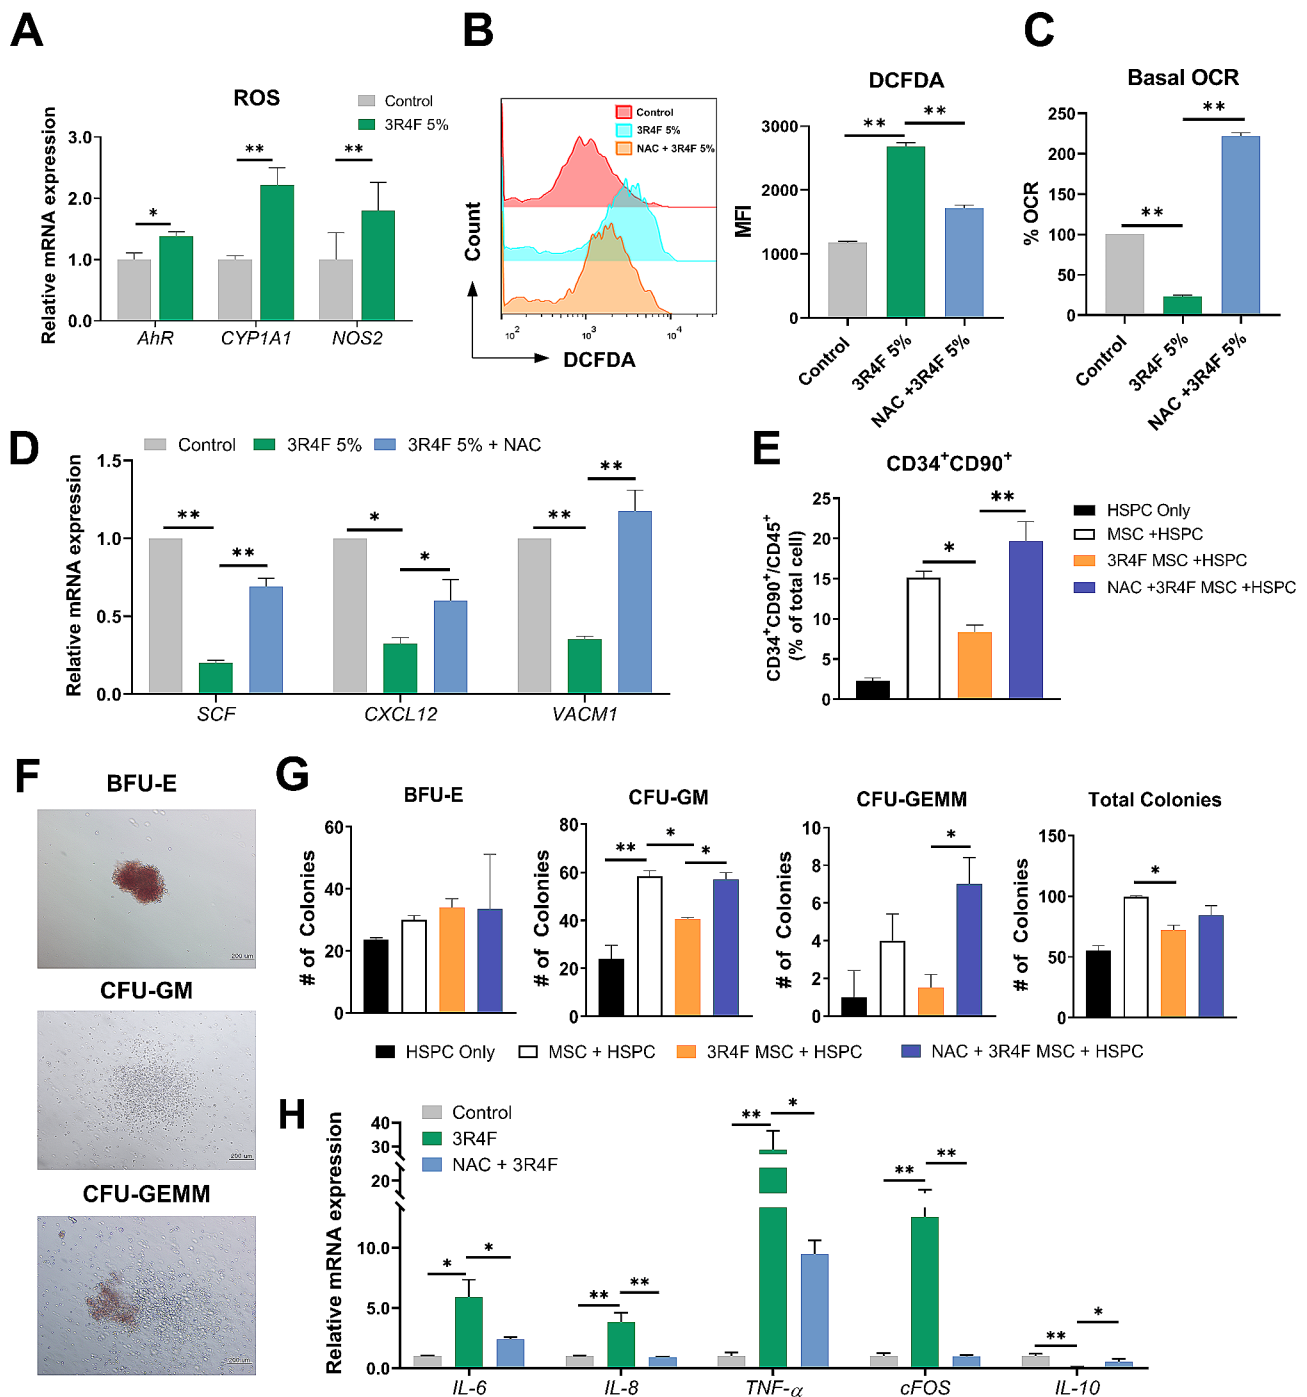 A
ROS
Control
3R4F 5%
Relative mRNA expression
3.0
2.0
1.0
0.0
*
**
**
AhR
CYP1A1
NOS2
B
Control
3R4F 5%
NAC + 3R4F 5%
Count
10²
10³
10⁴
DCFDA
DCFDA
MFI
3000
2000
1000
0
**
**
Control
3R4F 5%
NAC +3R4F 5%
C
Basal OCR
% OCR
250
200
150
100
50
0
**
**
Control
3R4F 5%
NAC +3R4F 5%
D
Control
3R4F 5%
3R4F 5% + NAC
Relative mRNA expression
1.5
1.0
0.5
0.0
**
**
*
*
**
**
SCF
CXCL12
VACM1
E
CD34⁺CD90⁺
CD34⁺CD90⁺/CD45⁺
(% of total cell)
25
20
15
10
5
0
*
**
HSPC Only
MSC +HSPC
3R4F MSC +HSPC
NAC +3R4F MSC +HSPC
F
BFU-E
200 um
CFU-GM
200 um
CFU-GEMM
200 um
G
BFU-E
# of Colonies
60
40
20
0
CFU-GM
# of Colonies
80
60
40
20
0
**
*
*
CFU-GEMM
# of Colonies
10
8
6
4
2
0
*
Total Colonies
# of Colonies
150
100
50
0
*
HSPC Only
MSC + HSPC
3R4F MSC + HSPC
NAC + 3R4F MSC + HSPC
H
Control
3R4F
NAC + 3R4F
Relative mRNA expression
40
30
20
10.0
5.0
0.0
*
*
**
**
**
*
**
**
**
*
IL-6
IL-8
TNF-α
cFOS
IL-10